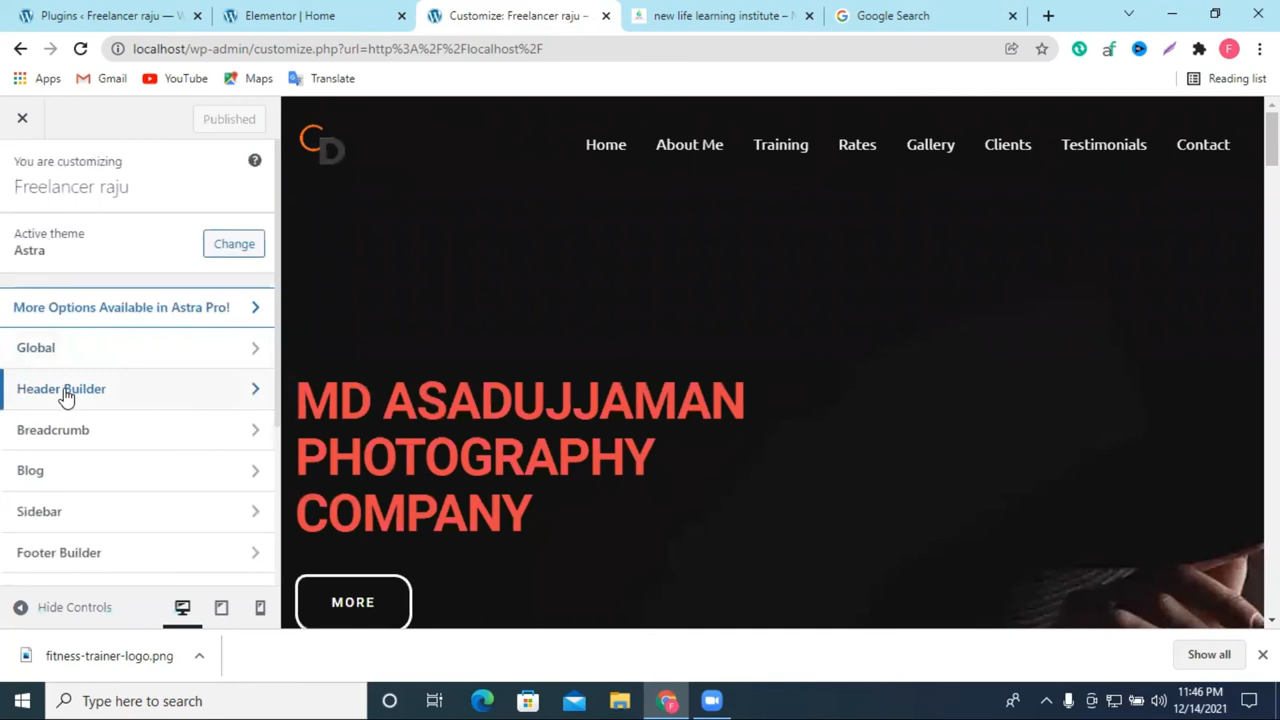 Plugins ‹ Freelancer raju — W
Elementor | Home
Customize: Freelancer raju –
new life learning institute –
Google Search
localhost/wp-admin/customize.php?url=http%3A%2F%2Flocalhost%2F
F
Apps
Gmail
YouTube
Maps
Translate
Reading list
Published
You are customizing
Freelancer raju
Active theme
Astra
Change
More Options Available in Astra Pro!
Global
Header Builder
Breadcrumb
Blog
Sidebar
Footer Builder
Hide Controls
CD
Home About Me Training Rates Gallery Clients Testimonials Contact
MD ASADUJJAMAN
PHOTOGRAPHY
COMPANY
MORE
fitness-trainer-logo.png
Show all
Type here to search
11:46 PM
12/14/2021